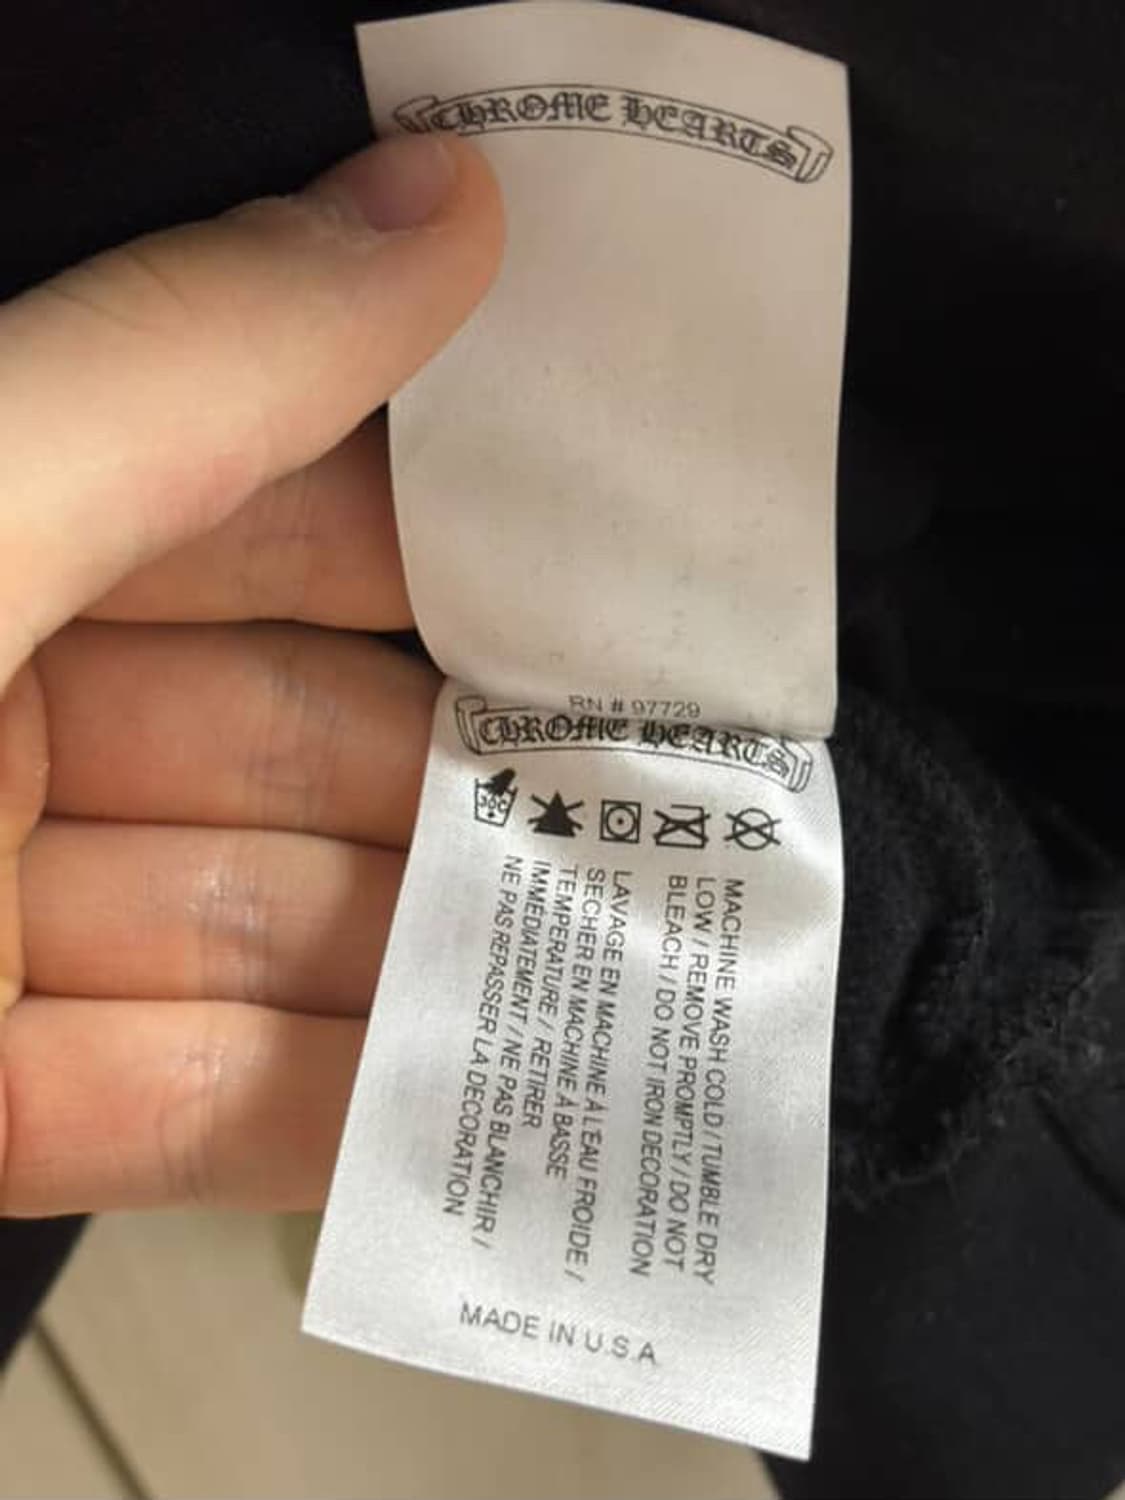 CHROME HEARTS
RN # 97729
CHROME HEARTS
MACHINE WASH COLD / TUMBLE DRY
LOW / REMOVE PROMPTLY / DO NOT
BLEACH / DO NOT IRON DECORATION
LAVAGE EN MACHINE À L'EAU FROIDE /
SECHER EN MACHINE À BASSE
TEMPERATURE / RETIRER
IMMÉDIATEMENT / NE PAS BLANCHIR /
NE PAS REPASSER LA DECORATION
MADE IN U.S.A